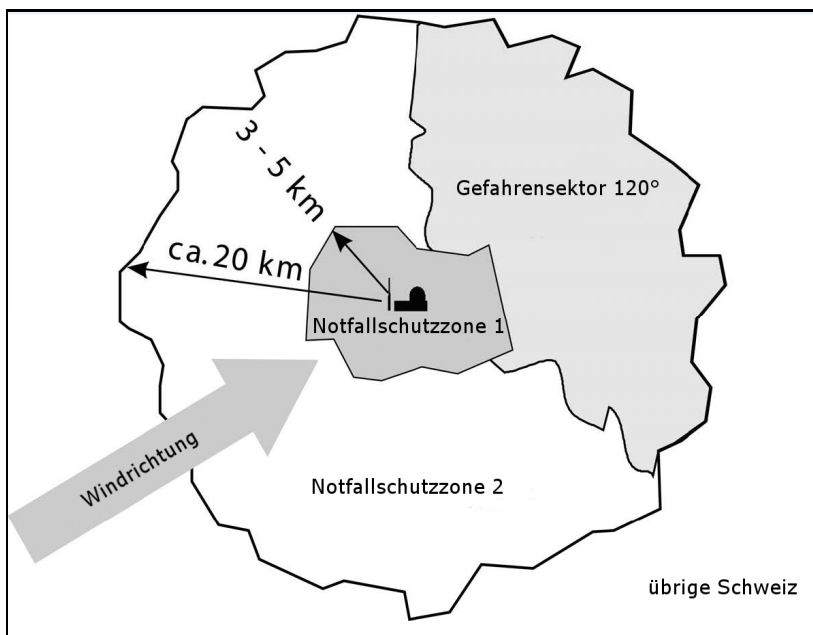 Gefahrensektor 120°
3 - 5 km
ca.20 km
Notfallschutzzone 1
Windrichtung
Notfallschutzzone 2
übrige Schweiz